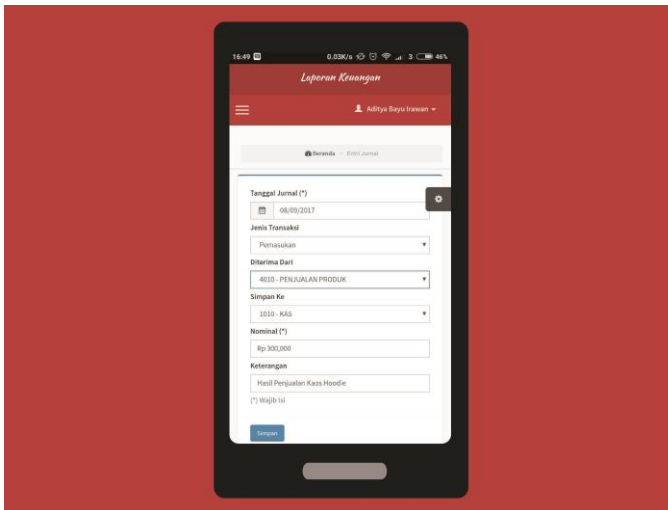 16:49 0.03K/s 3 46%
Laporan Keuangan
Aditya Bayu Irawan
Beranda Entri Jurnal
Tanggal Jurnal (*)
06/09/2017
Jenis Transaksi
Pemasukan
Diterima Dari
4010 - PENJUALAN PRODUK
Simpan Ke
1010 - KAS
Nominal (*)
Rp 300,000
Keterangan
Hasil Penjualan Kaos Hoodie
(*) Wajib Isi
Simpan